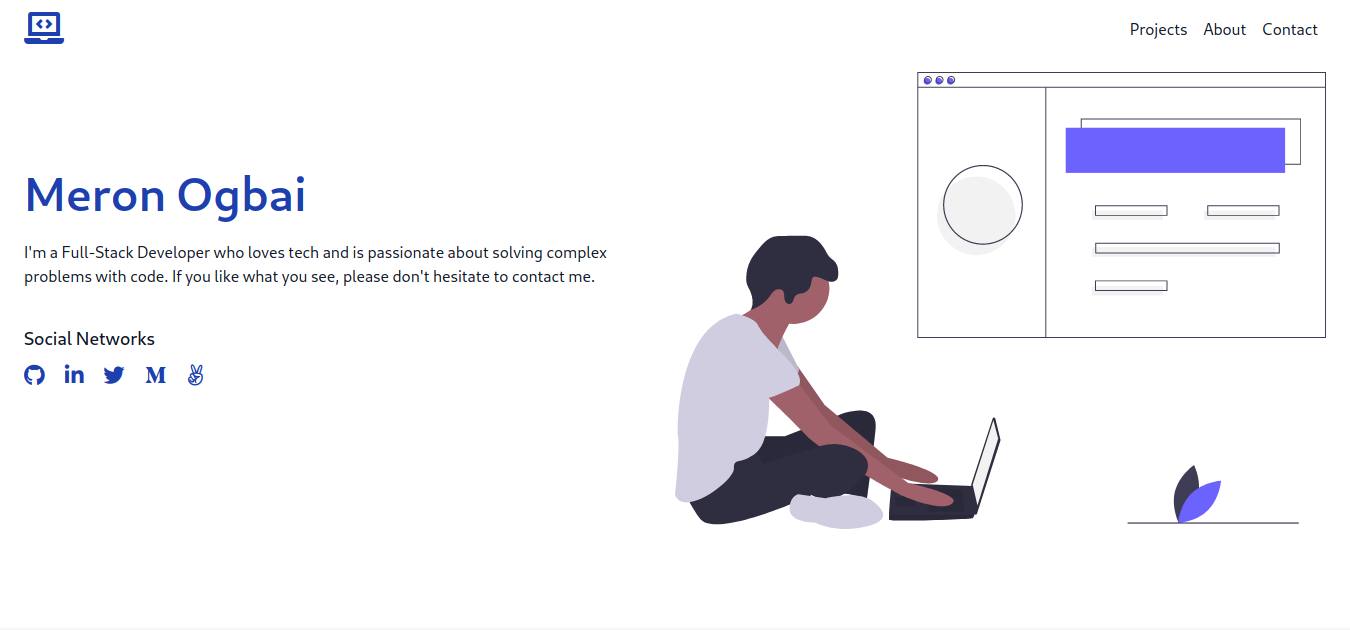 Projects About Contact
Meron Ogbai
I'm a Full-Stack Developer who loves tech and is passionate about solving complex
problems with code. If you like what you see, please don't hesitate to contact me.
Social Networks